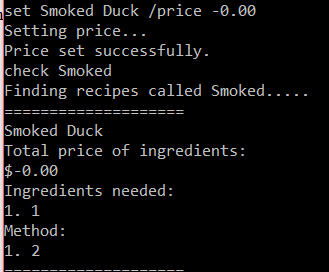 set Smoked Duck /price -0.00
Setting price...
Price set successfully.
check Smoked
Finding recipes called Smoked.....
====================
Smoked Duck
Total price of ingredients:
$-0.00
Ingredients needed:
1. 1
Method:
1. 2
====================